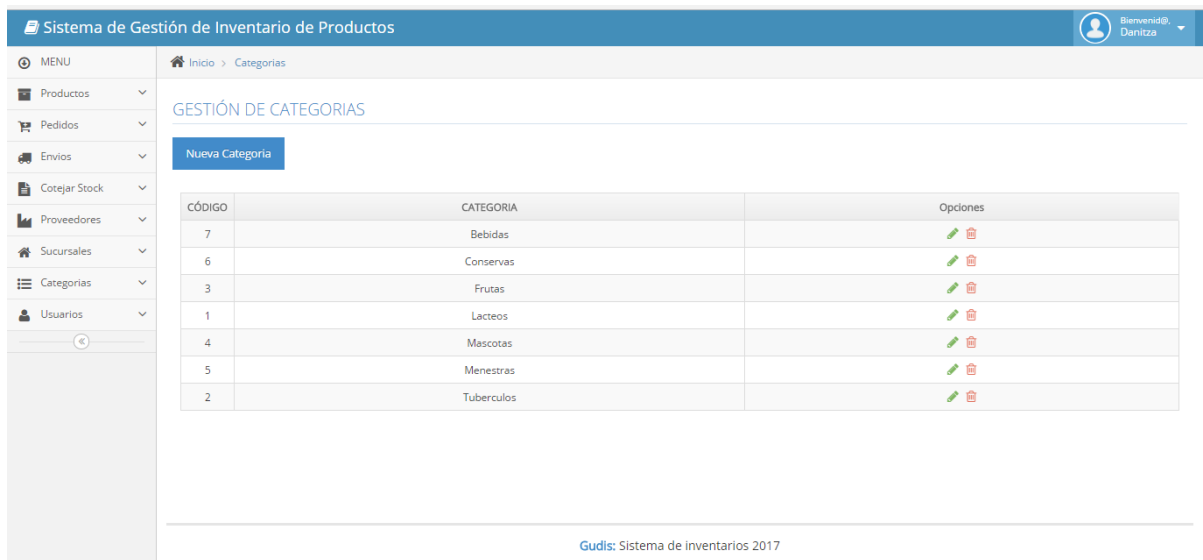 Sistema de Gestión de Inventario de Productos
Bienvenid@,
Danitza
MENU
Productos
Pedidos
Envios
Cotejar Stock
Proveedores
Sucursales
Categorias
Usuarios
Inicio > Categorias
GESTIÓN DE CATEGORIAS
Nueva Categoria
CÓDIGO CATEGORIA Opciones
7 Bebidas
6 Conservas
3 Frutas
1 Lacteos
4 Mascotas
5 Menestras
2 Tuberculos
Gudis: Sistema de inventarios 2017